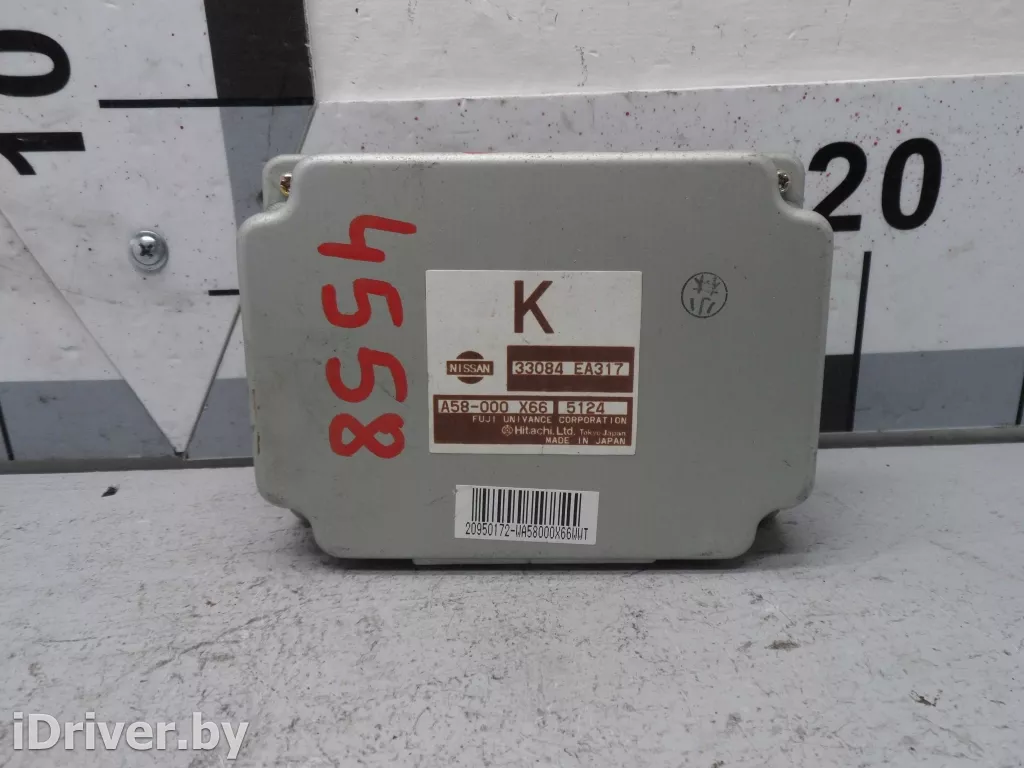 10
20
4558
K
NISSAN
33084 EA317
A58-000 X66 5124
FUJI UNIVANCE CORPORATION
Hitachi, Ltd. Tokyo Japan
MADE IN JAPAN
20950172-WA58000X66WWT
iDriver.by